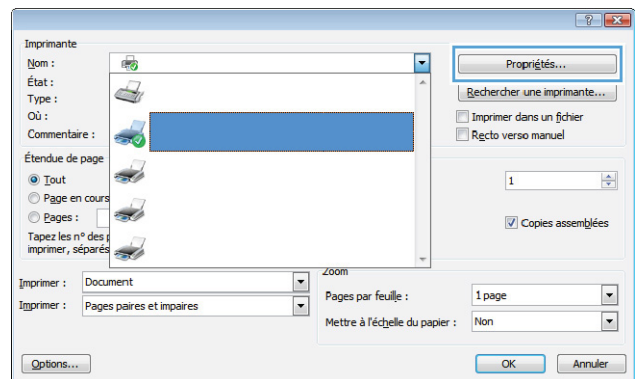 Imprimante
Nom :
Propriétés...
État :
Type :
Rechercher une imprimante...
Où :
Imprimer dans un fichier
Commentaire :
Recto verso manuel
Étendue de page
Tout
1
Page en cours
Pages :
Copies assemblées
Tapez les n° des
imprimer, séparés
Zoom
Imprimer : Document
Pages par feuille : 1 page
Imprimer : Pages paires et impaires
Mettre à l'échelle du papier : Non
Options...
OK Annuler